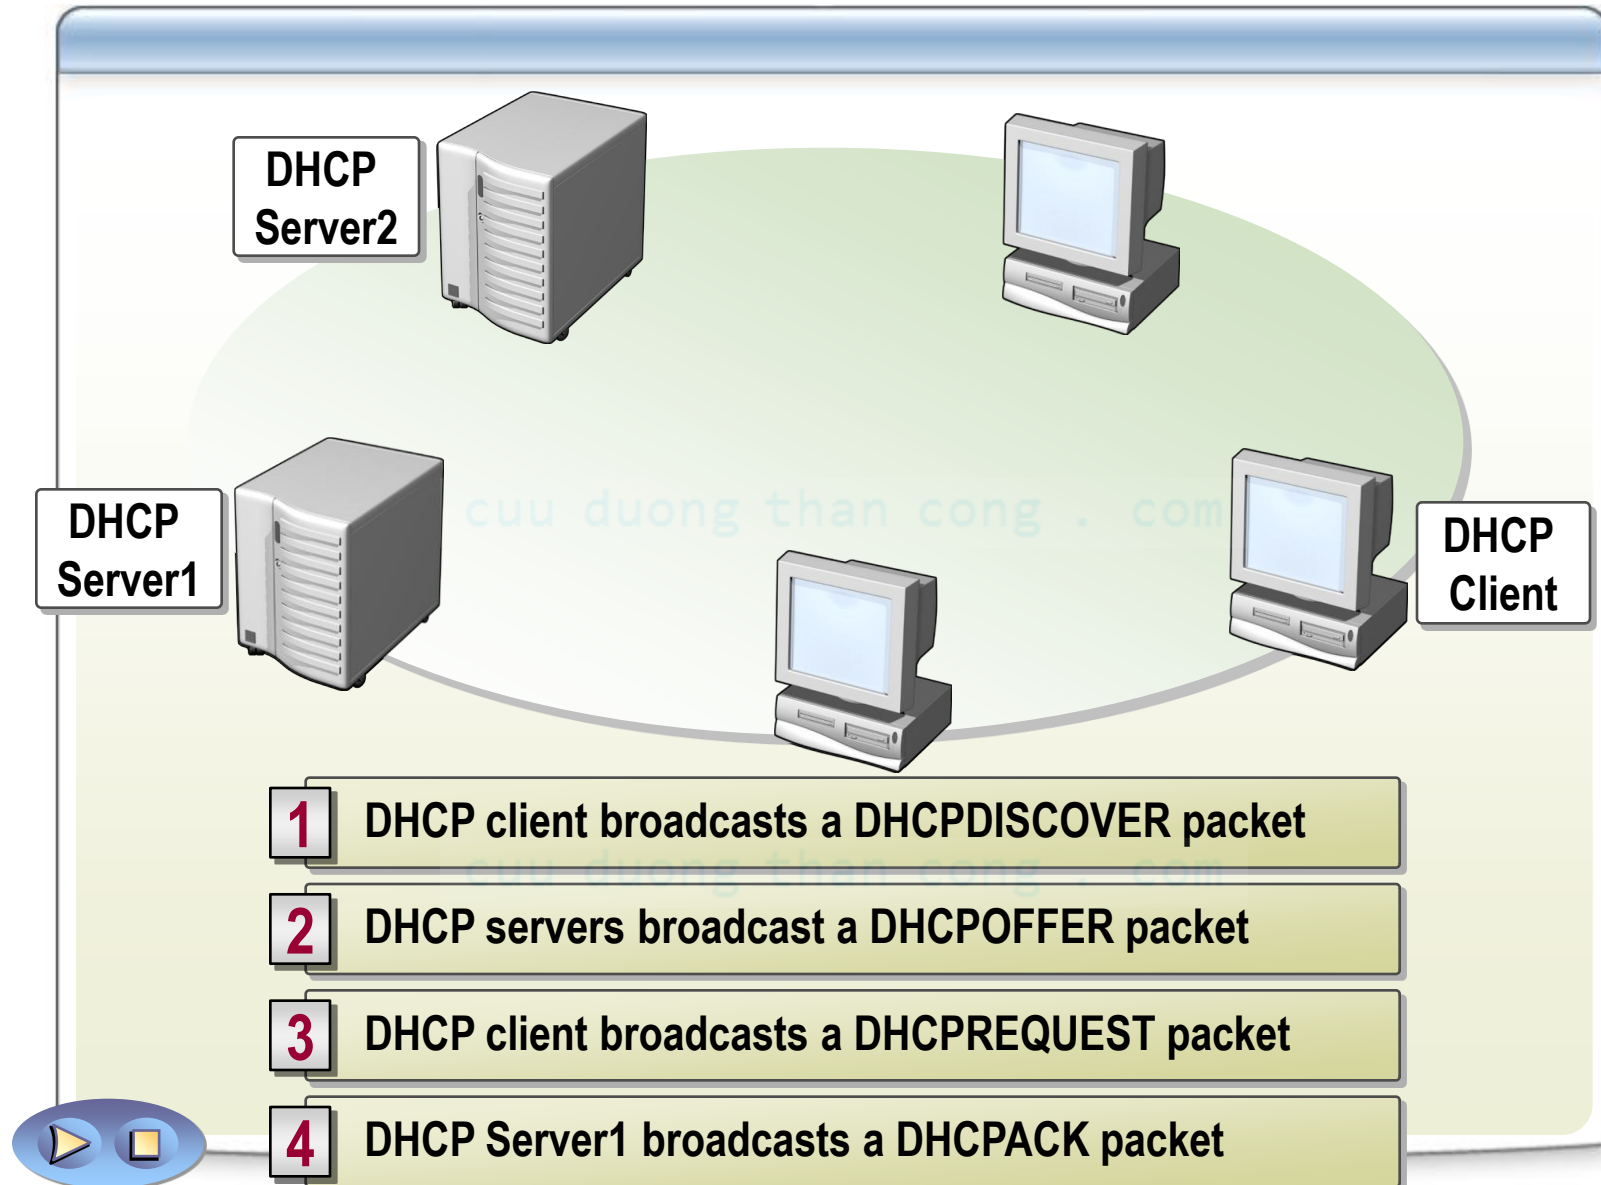 DHCP
Server2
DHCP
Server1
cuu duong than cong . com
DHCP
Client
1 DHCP client broadcasts a DHCPDISCOVER packet
cuu duong than cong . com
2 DHCP servers broadcast a DHCPOFFER packet
3 DHCP client broadcasts a DHCPREQUEST packet
4 DHCP Server1 broadcasts a DHCPACK packet